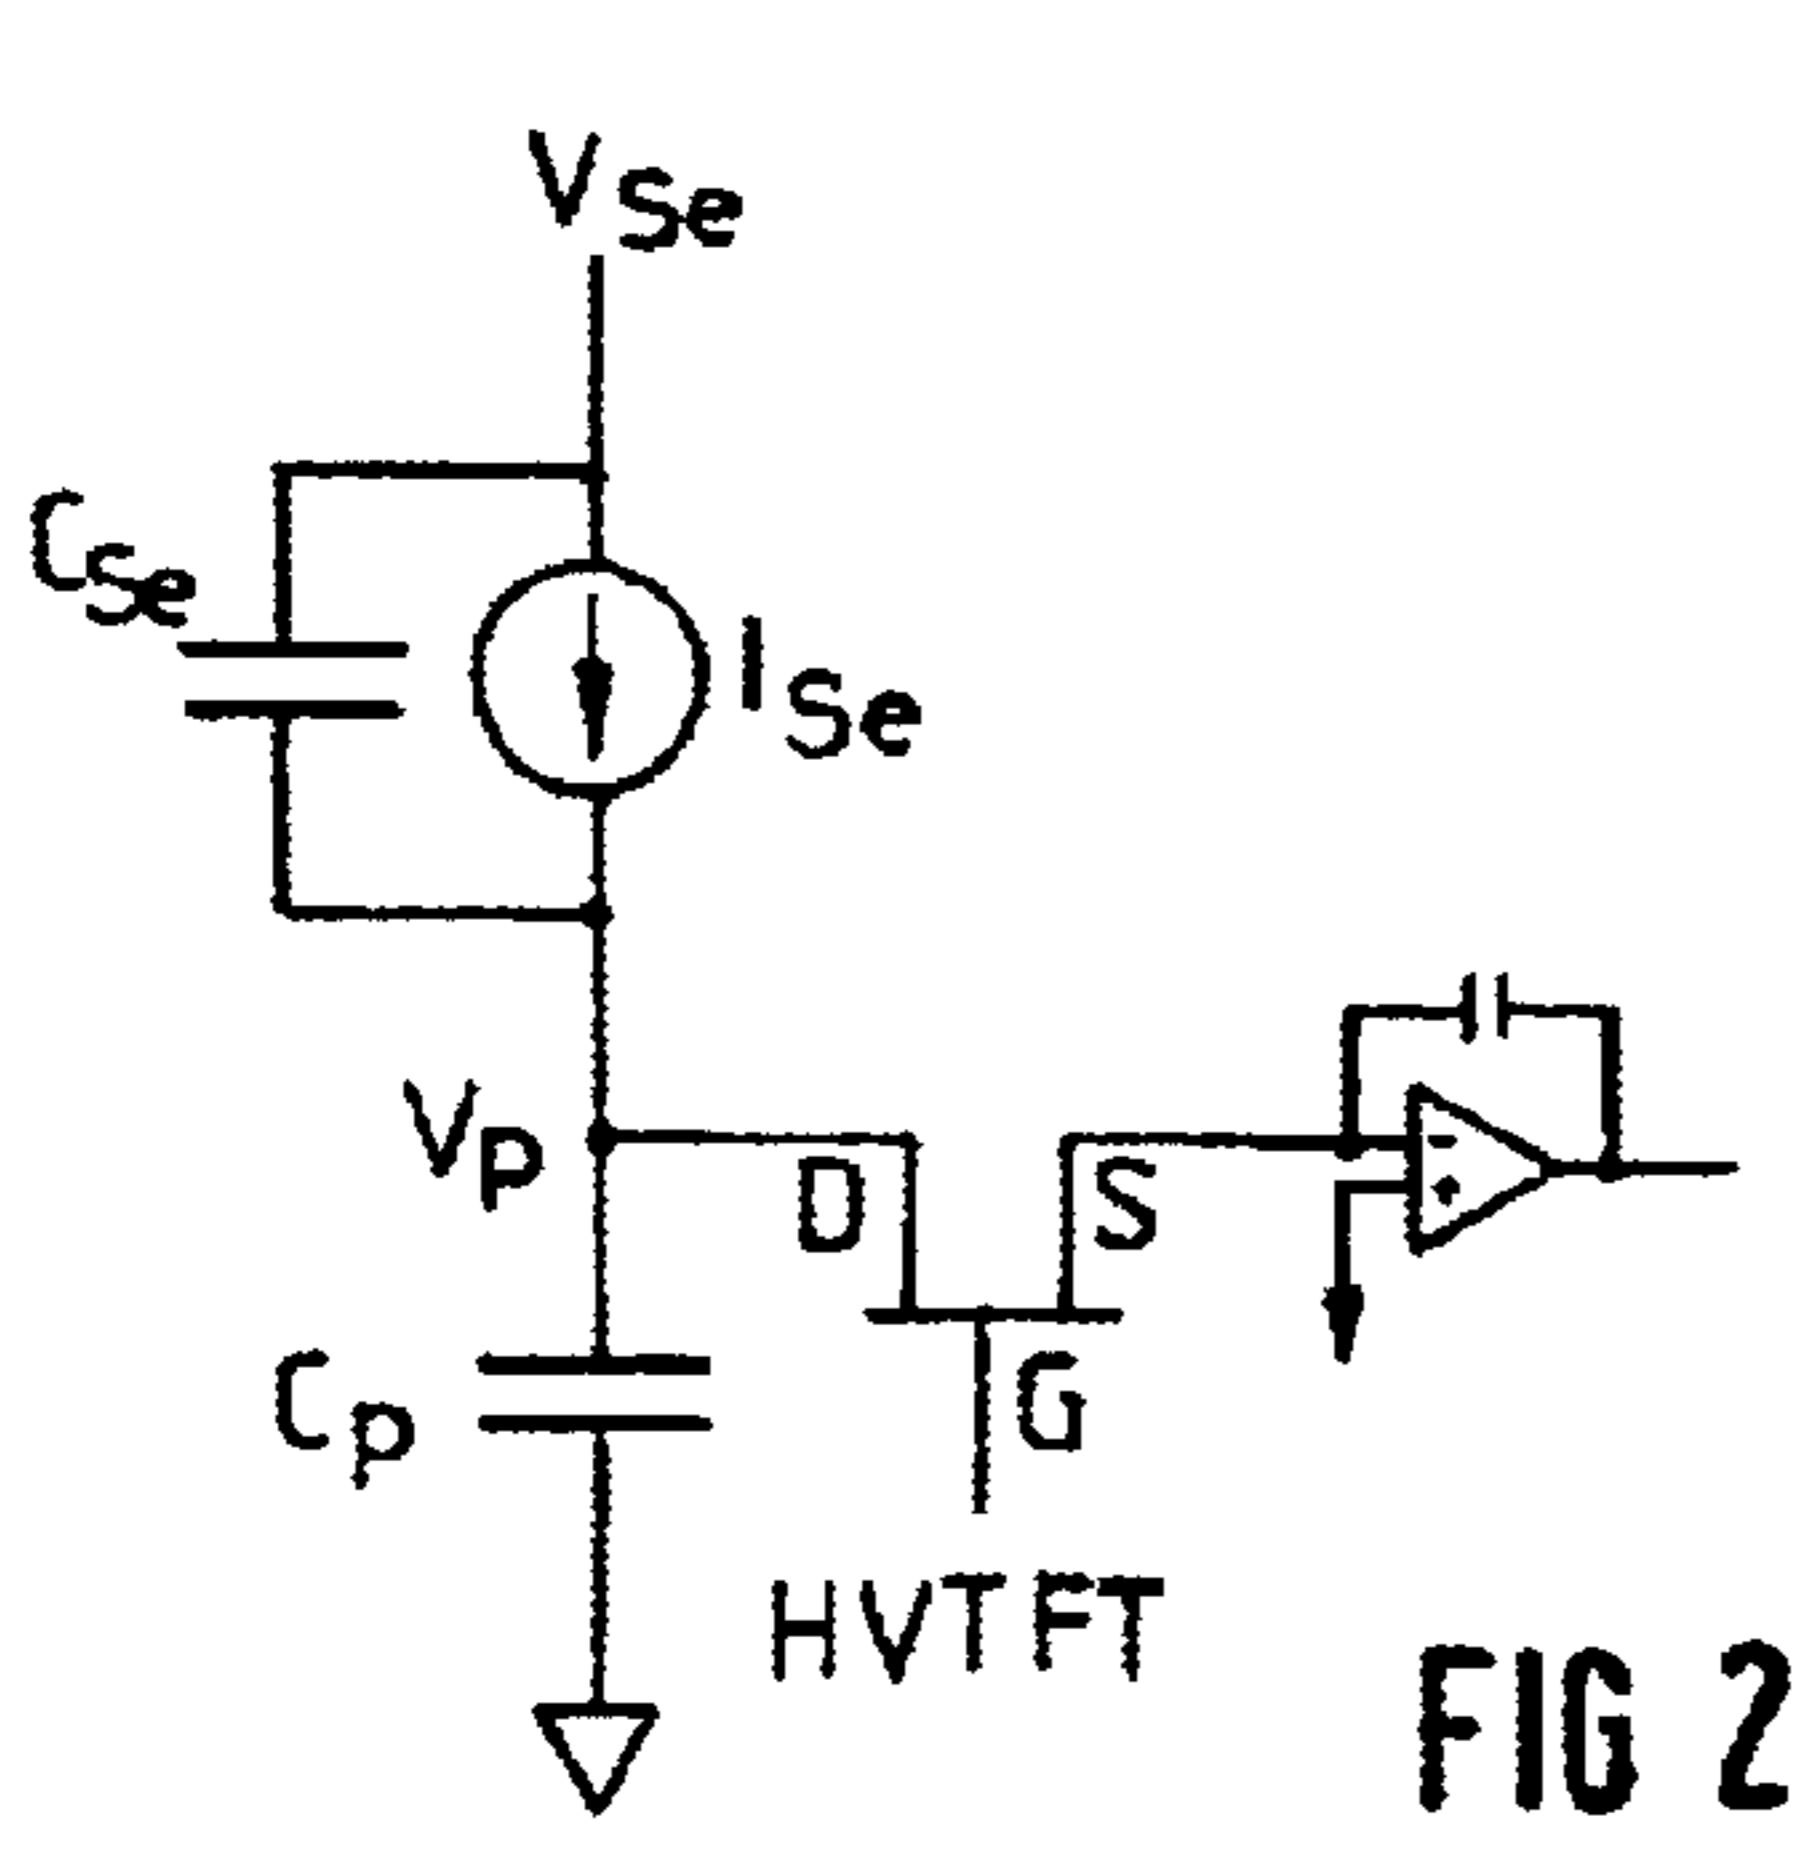 VSe
CSe
ISe
Vp
D
S
-
+
Cp
G
HVTFT
FIG 2